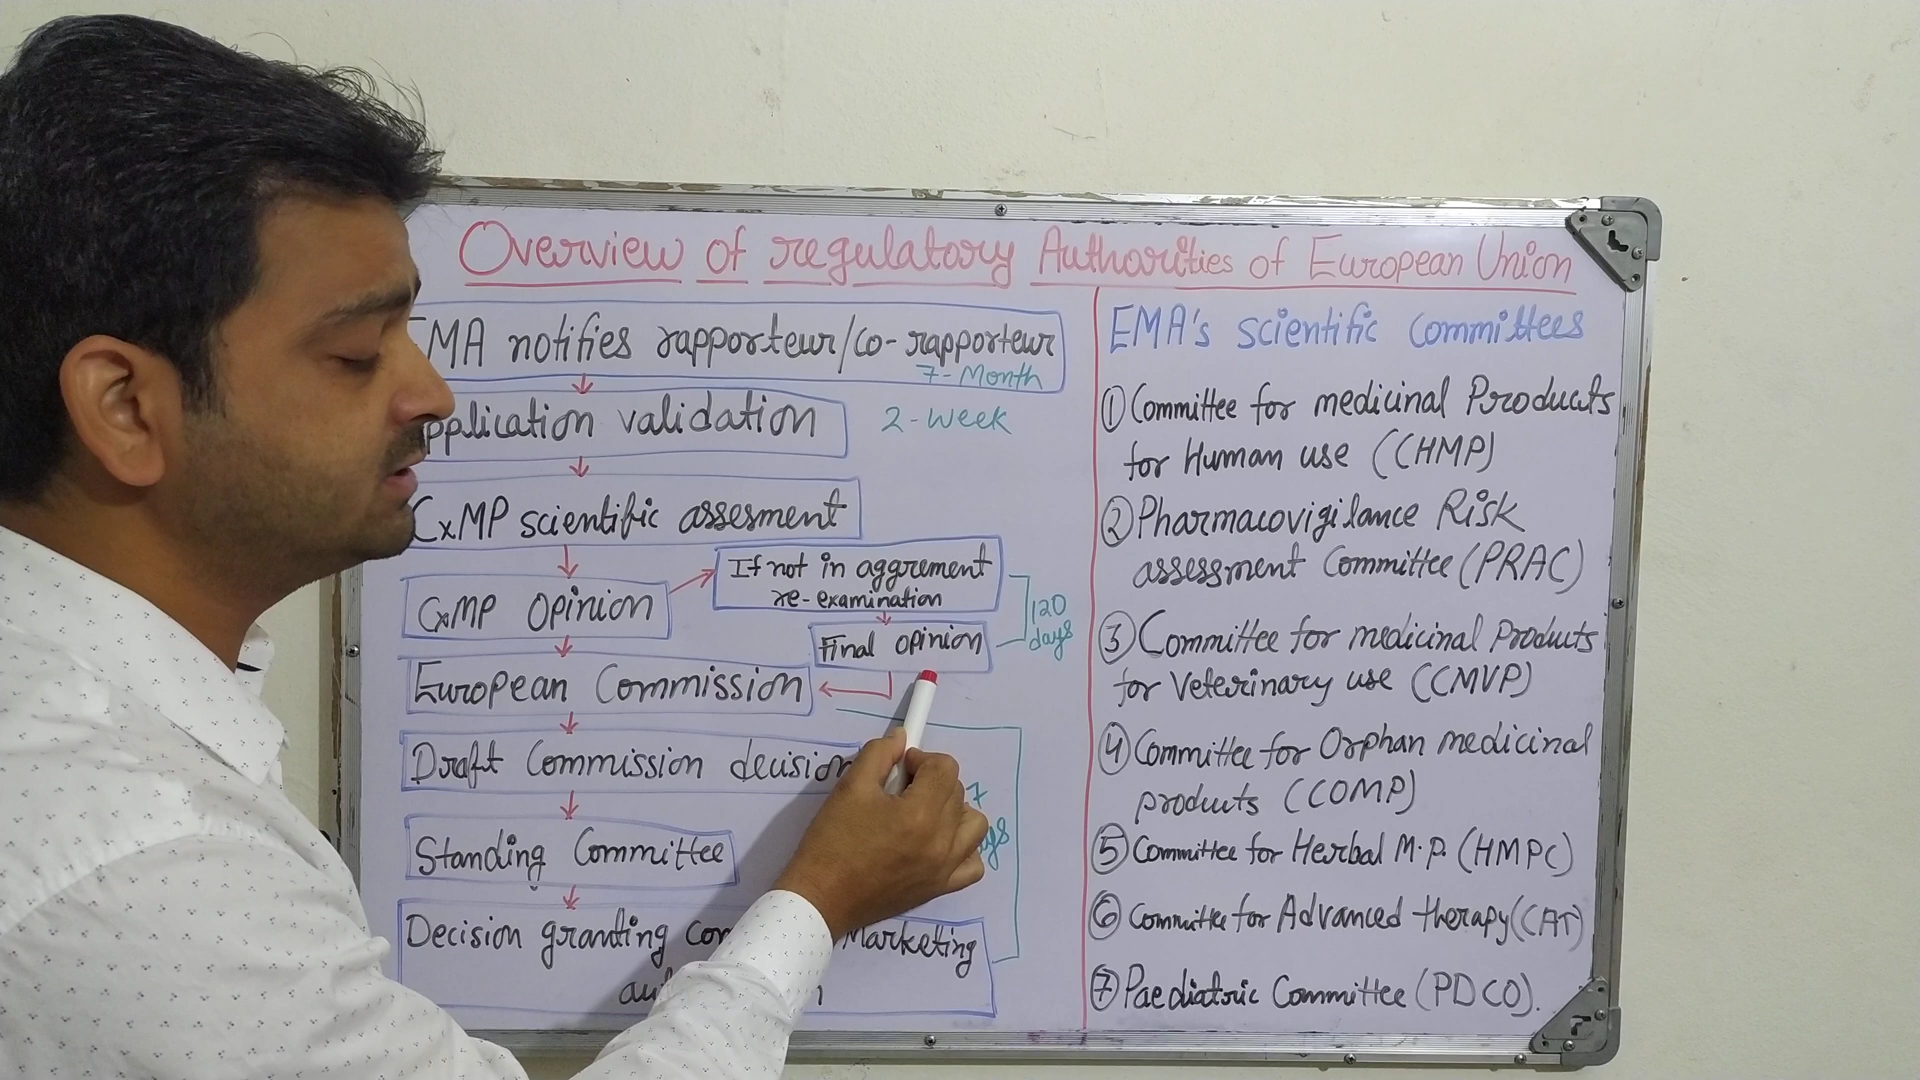 Overview of regulatory Authorities of European Union
EMA notifies rapporteur/co-rapporteur
7-Month
Application validation
2-week
CxMP scientific assesment
CxMP opinion
If not in aggrement
re-examination
Final opinion
120
days
European Commission
Draft Commission decision
7
Standing Committee
Decision granting Marketing
EMA's scientific committees
① Committee for medicinal Products
for Human use (CHMP)
② Pharmacovigilance Risk
assessment Committee (PRAC)
③ Committee for medicinal Products
for Veterinary use (CMVP)
④ Committee for Orphan medicinal
products (COMP)
⑤ Committee for Herbal M.P. (HMPC)
⑥ Committee for Advanced therapy (CAT)
⑦ Paediatric Committee (PDCO).